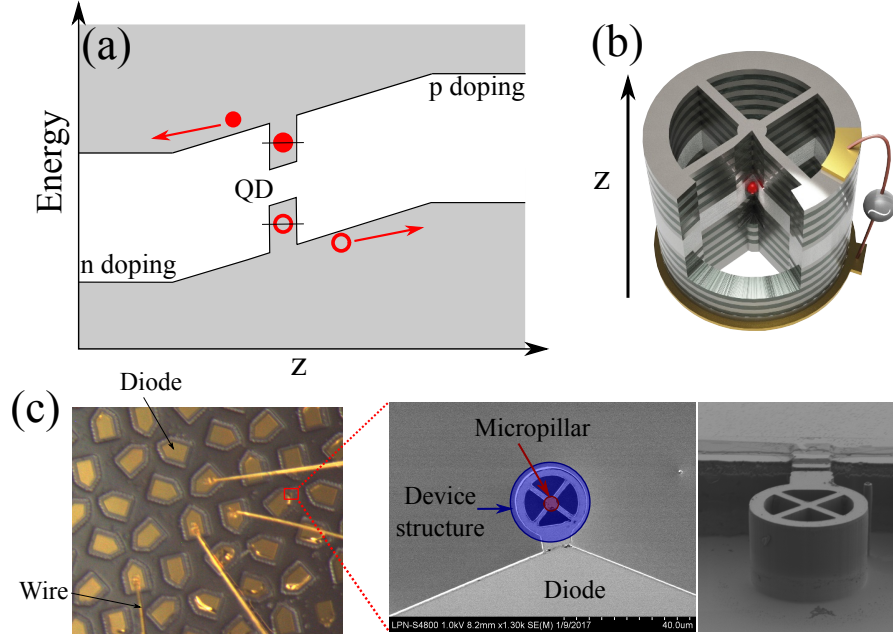 (a)
Energy
p doping
QD
n doping
z
(b)
z
(c)
Diode
Wire
Micropillar
Device
structure
Diode
LPN-S4800 1.0kV 8.2mm x1.30k SE(M) 1/9/2017
40.0um